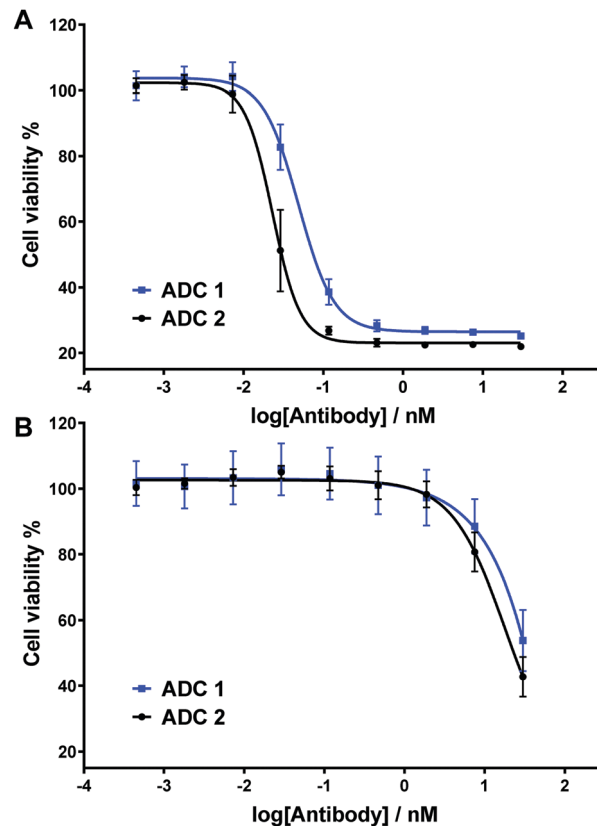 A
120
100
80
60
40
20
Cell viability %
ADC 1
ADC 2
-4 -3 -2 -1 0 1 2
log[Antibody] / nM
B
120
100
80
60
40
20
Cell viability %
ADC 1
ADC 2
-4 -3 -2 -1 0 1 2
log[Antibody] / nM